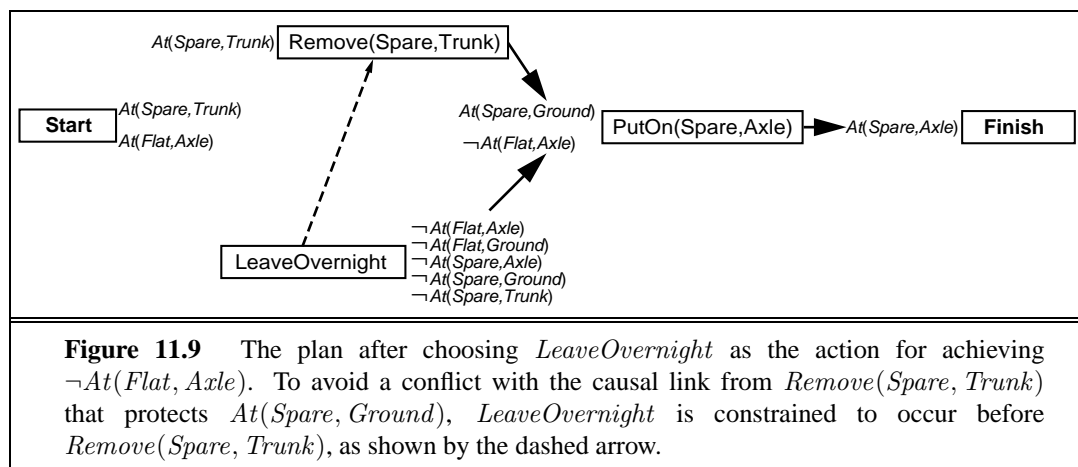 At(Spare,Trunk) Remove(Spare,Trunk)
Start
At(Spare,Trunk)
At(Flat,Axle)
At(Spare,Ground)
¬At(Flat,Axle)
PutOn(Spare,Axle)
At(Spare,Axle)
Finish
LeaveOvernight
¬At(Flat,Axle)
¬At(Flat,Ground)
¬At(Spare,Axle)
¬At(Spare,Ground)
¬At(Spare,Trunk)
Figure 11.9 The plan after choosing LeaveOvernight as the action for achieving
¬At(Flat, Axle). To avoid a conflict with the causal link from Remove(Spare, Trunk)
that protects At(Spare, Ground), LeaveOvernight is constrained to occur before
Remove(Spare, Trunk), as shown by the dashed arrow.